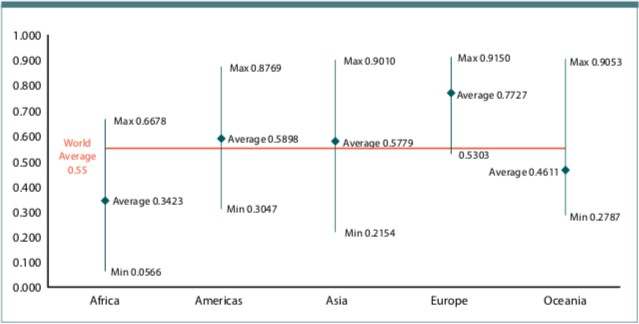 1.000
0.900
0.800
0.700
0.600
0.500
0.400
0.300
0.200
0.100
0.000
World
Average
0.55
Max 0.6678
Average 0.3423
Min 0.0566
Max 0.8769
Average 0.5898
Min 0.3047
Max 0.9010
Average 0.5779
Min 0.2154
Max 0.9150
Average 0.7727
0.5303
Max 0.9053
Average 0.4611
Min 0.2787
Africa Americas Asia Europe Oceania